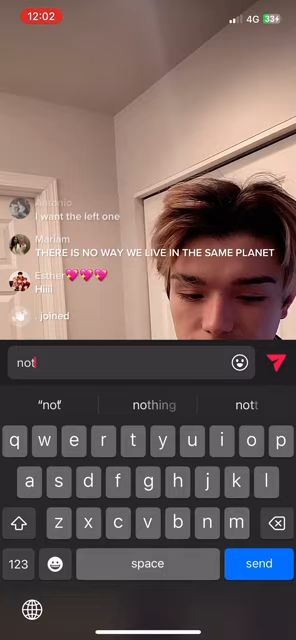 12:02
4G 33
Antonio
I want the left one
Mariam
THERE IS NO WAY WE LIVE IN THE SAME PLANET
Esther💖💖💖
Hiiii
. joined
not
"not" nothing nott
q w e r t y u i o p
a s d f g h j k l
z x c v b n m
123 space send